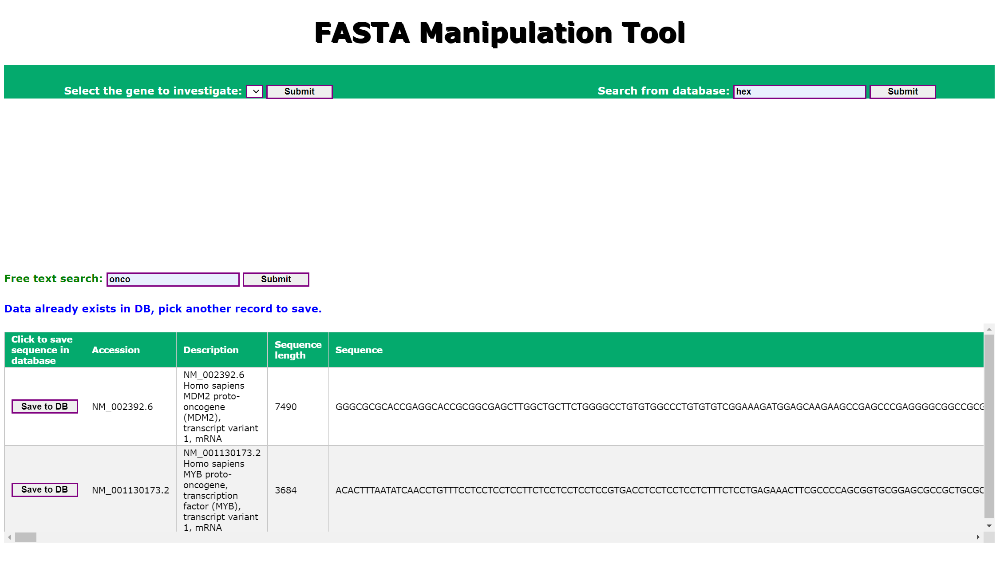 FASTA Manipulation Tool
Select the gene to investigate: Submit
Search from database: hex Submit
Free text search: onco Submit
Data already exists in DB, pick another record to save.
Click to save
sequence in
database
Accession
Description
Sequence
length
Sequence
Save to DB
NM_002392.6
NM_002392.6
Homo sapiens
MDM2 proto-
oncogene
(MDM2),
transcript variant
1, mRNA
7490
GGGCGCGCACCGAGGCACCGCGGCGAGCTTGGCTGCTTCTGGGGCCTGTGTGGCCCTGTGTGTCGGAAAGATGGAGCAAGAAGCCGAGCCCGAGGGGCGGCCGCG
Save to DB
NM_001130173.2
NM_001130173.2
Homo sapiens
MYB proto-
oncogene,
transcription
factor (MYB),
transcript variant
1, mRNA
3684
ACACTTTAATATCAACCTGTTTCCTCCTCCTCCTTCTCCTCCTCCTCCGTGACCTCCTCCTCCTCTTTCTCCTGAGAAACTTCGCCCCAGCGGTGCGGAGCGCCGCTGCGC